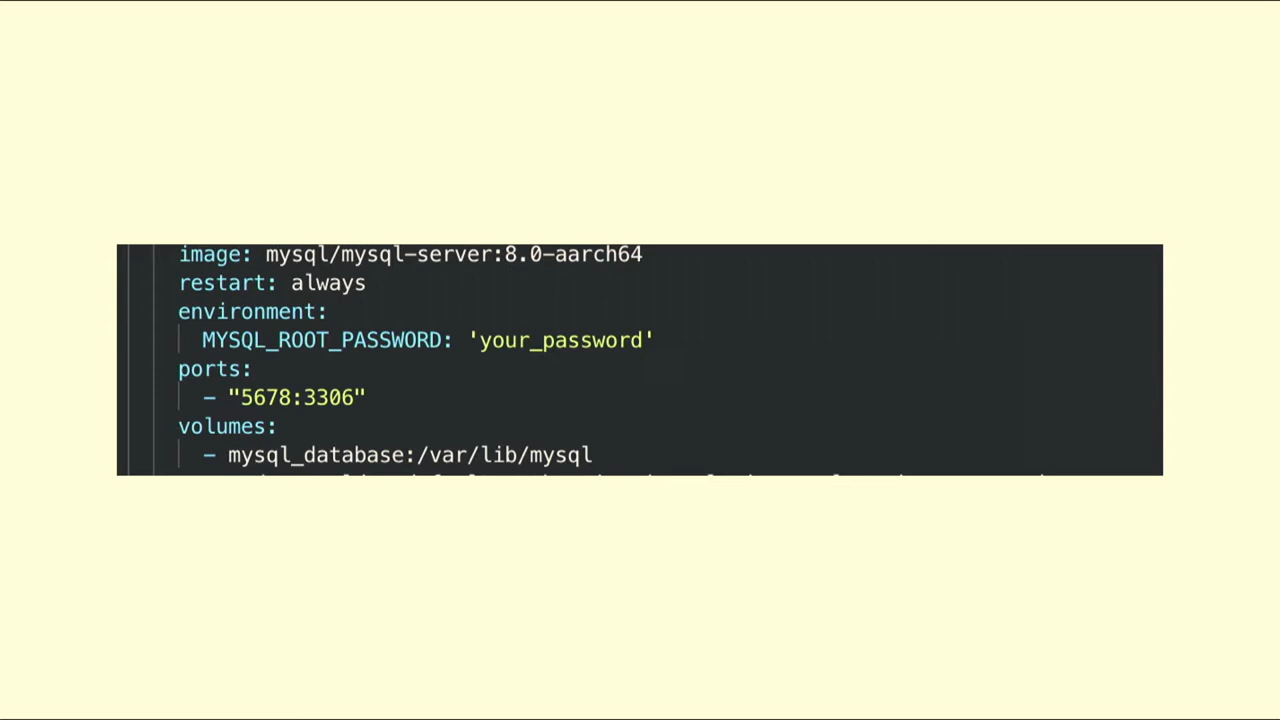 image: mysql/mysql-server:8.0-aarch64
restart: always
environment:
MYSQL_ROOT_PASSWORD: 'your_password'
ports:
- "5678:3306"
volumes:
- mysql_database:/var/lib/mysql